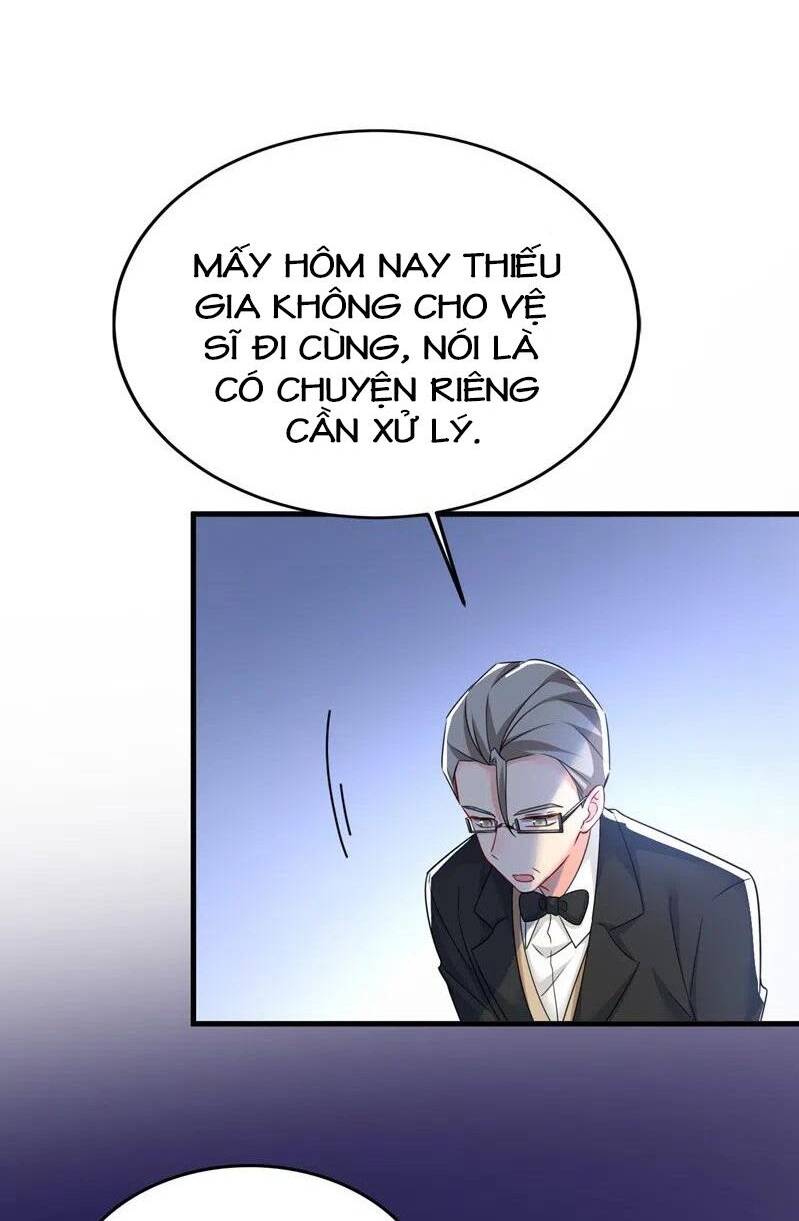 MẤY HÔM NAY THIẾU
GIA KHÔNG CHO VỆ
SĨ ĐI CÙNG, NÓI LÀ
CÓ CHUYỆN RIÊNG
CẦN XỬ LÝ.